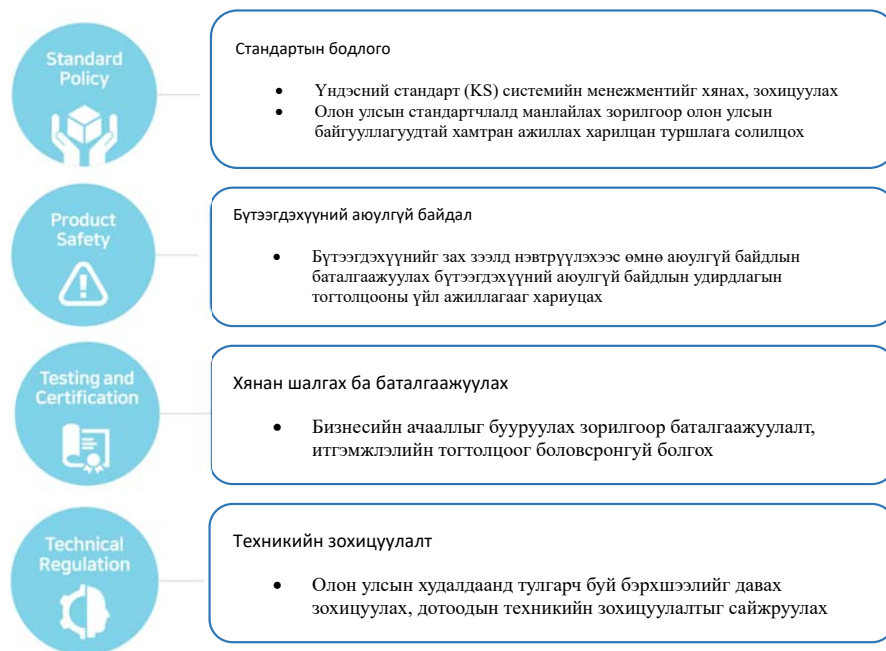 Standard
Policy
Стандартын бодлого
• Үндэсний стандарт (KS) системийн менежментийг хянах, зохицуулах
• Олон улсын стандартчлалд манлайлах зорилгоор олон улсын
байгууллагуудтай хамтран ажиллах харилцан туршлага солилцох
Product
Safety
Бүтээгдэхүүний аюулгүй байдал
• Бүтээгдэхүүнийг зах зээлд нэвтрүүлэхээс өмнө аюулгүй байдлын
баталгаажуулах бүтээгдэхүүний аюулгүй байдлын удирдлагын
тогтолцооны үйл ажиллагааг хариуцах
Testing and
Certification
Хянан шалгах ба баталгаажуулах
• Бизнесийн ачааллыг бууруулах зорилгоор баталгаажуулалт,
итгэмжлэлийн тогтолцоог боловсронгуй болгох
Technical
Regulation
Техникийн зохицуулалт
• Олон улсын худалдаанд тулгарч буй бэрхшээлийг давах
зохицуулах, дотоодын техникийн зохицуулалтыг сайжруулах